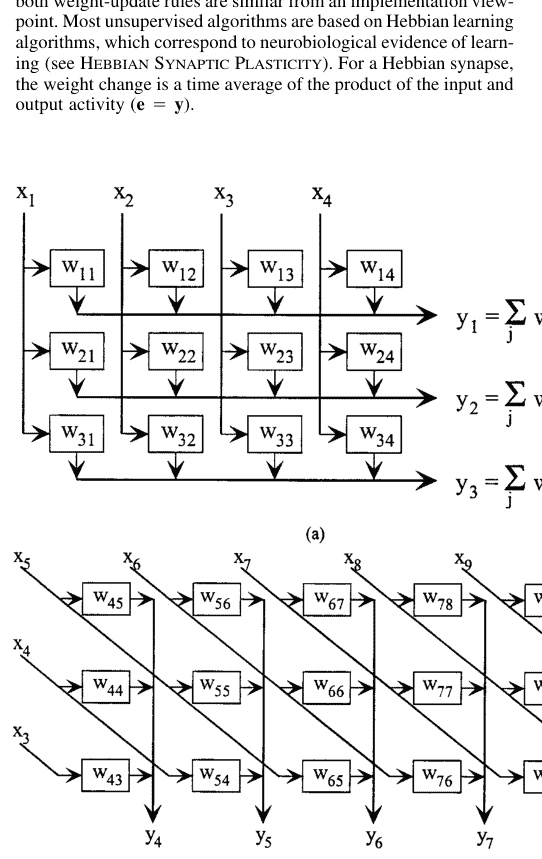 both weight-update rules are similar from an implementation view-
point. Most unsupervised algorithms are based on Hebbian learning
algorithms, which correspond to neurobiological evidence of learn-
ing (see HEBBIAN SYNAPTIC PLASTICITY). For a Hebbian synapse,
the weight change is a time average of the product of the input and
output activity (e = y).
x1 x2 x3 x4
w11 w12 w13 w14
y1 = Σ w
j
w21 w22 w23 w24
y2 = Σ w
j
w31 w32 w33 w34
y3 = Σ w
j
(a)
x5 x6 x7 x8 x9
w45 w56 w67 w78 w
x4
w44 w55 w66 w77 w
x3
w43 w54 w65 w76 w
y4 y5 y6 y7